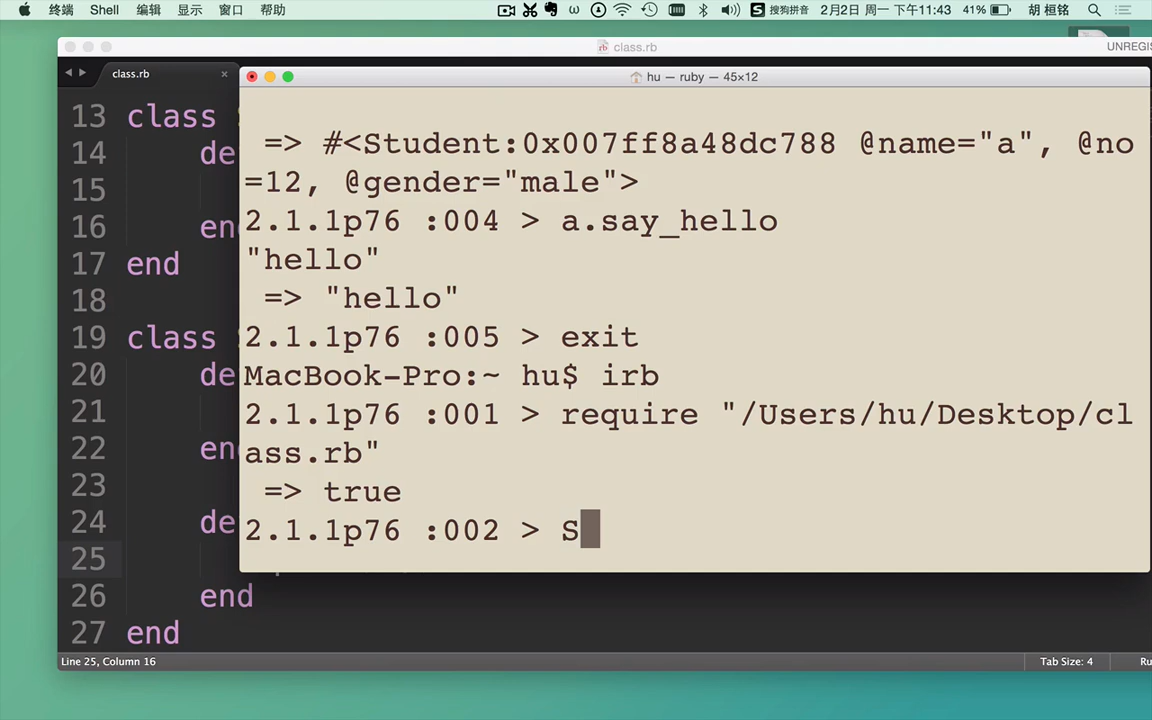 终端 Shell 编辑 显示 窗口 帮助 搜狗拼音 2月2日 周一 下午11:43 41% 胡 桓铭
class.rb UNREGIS
class.rb
hu — ruby — 45×12
13 class
14 de
15
16 en
17 end
18
19 class
20 de
21
22 en
23
24 de
25
26 end
27 end
=> #<Student:0x007ff8a48dc788 @name="a", @no
=12, @gender="male">
2.1.1p76 :004 > a.say_hello
"hello"
=> "hello"
2.1.1p76 :005 > exit
MacBook-Pro:~ hu$ irb
2.1.1p76 :001 > require "/Users/hu/Desktop/cl
ass.rb"
=> true
2.1.1p76 :002 > S
Line 25, Column 16 Tab Size: 4 Ru